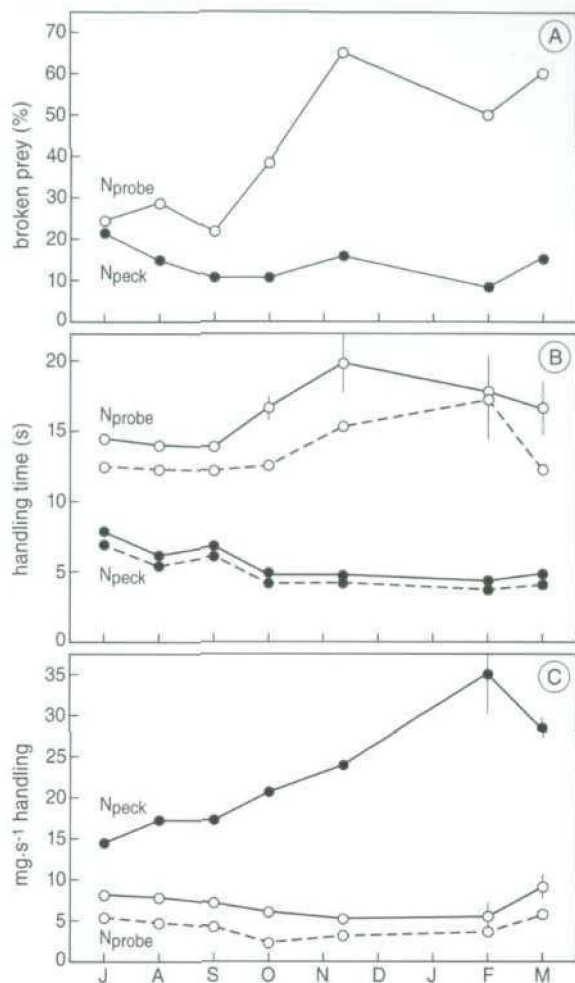 A
70
60
50
40
30
20
10
0
broken prey (%)
Nprobe
Npeck
B
20
15
10
5
0
handling time (s)
Nprobe
Npeck
C
35
30
25
20
15
10
5
0
mg·s-1 handling
Npeck
Nprobe
J A S O N D J F M